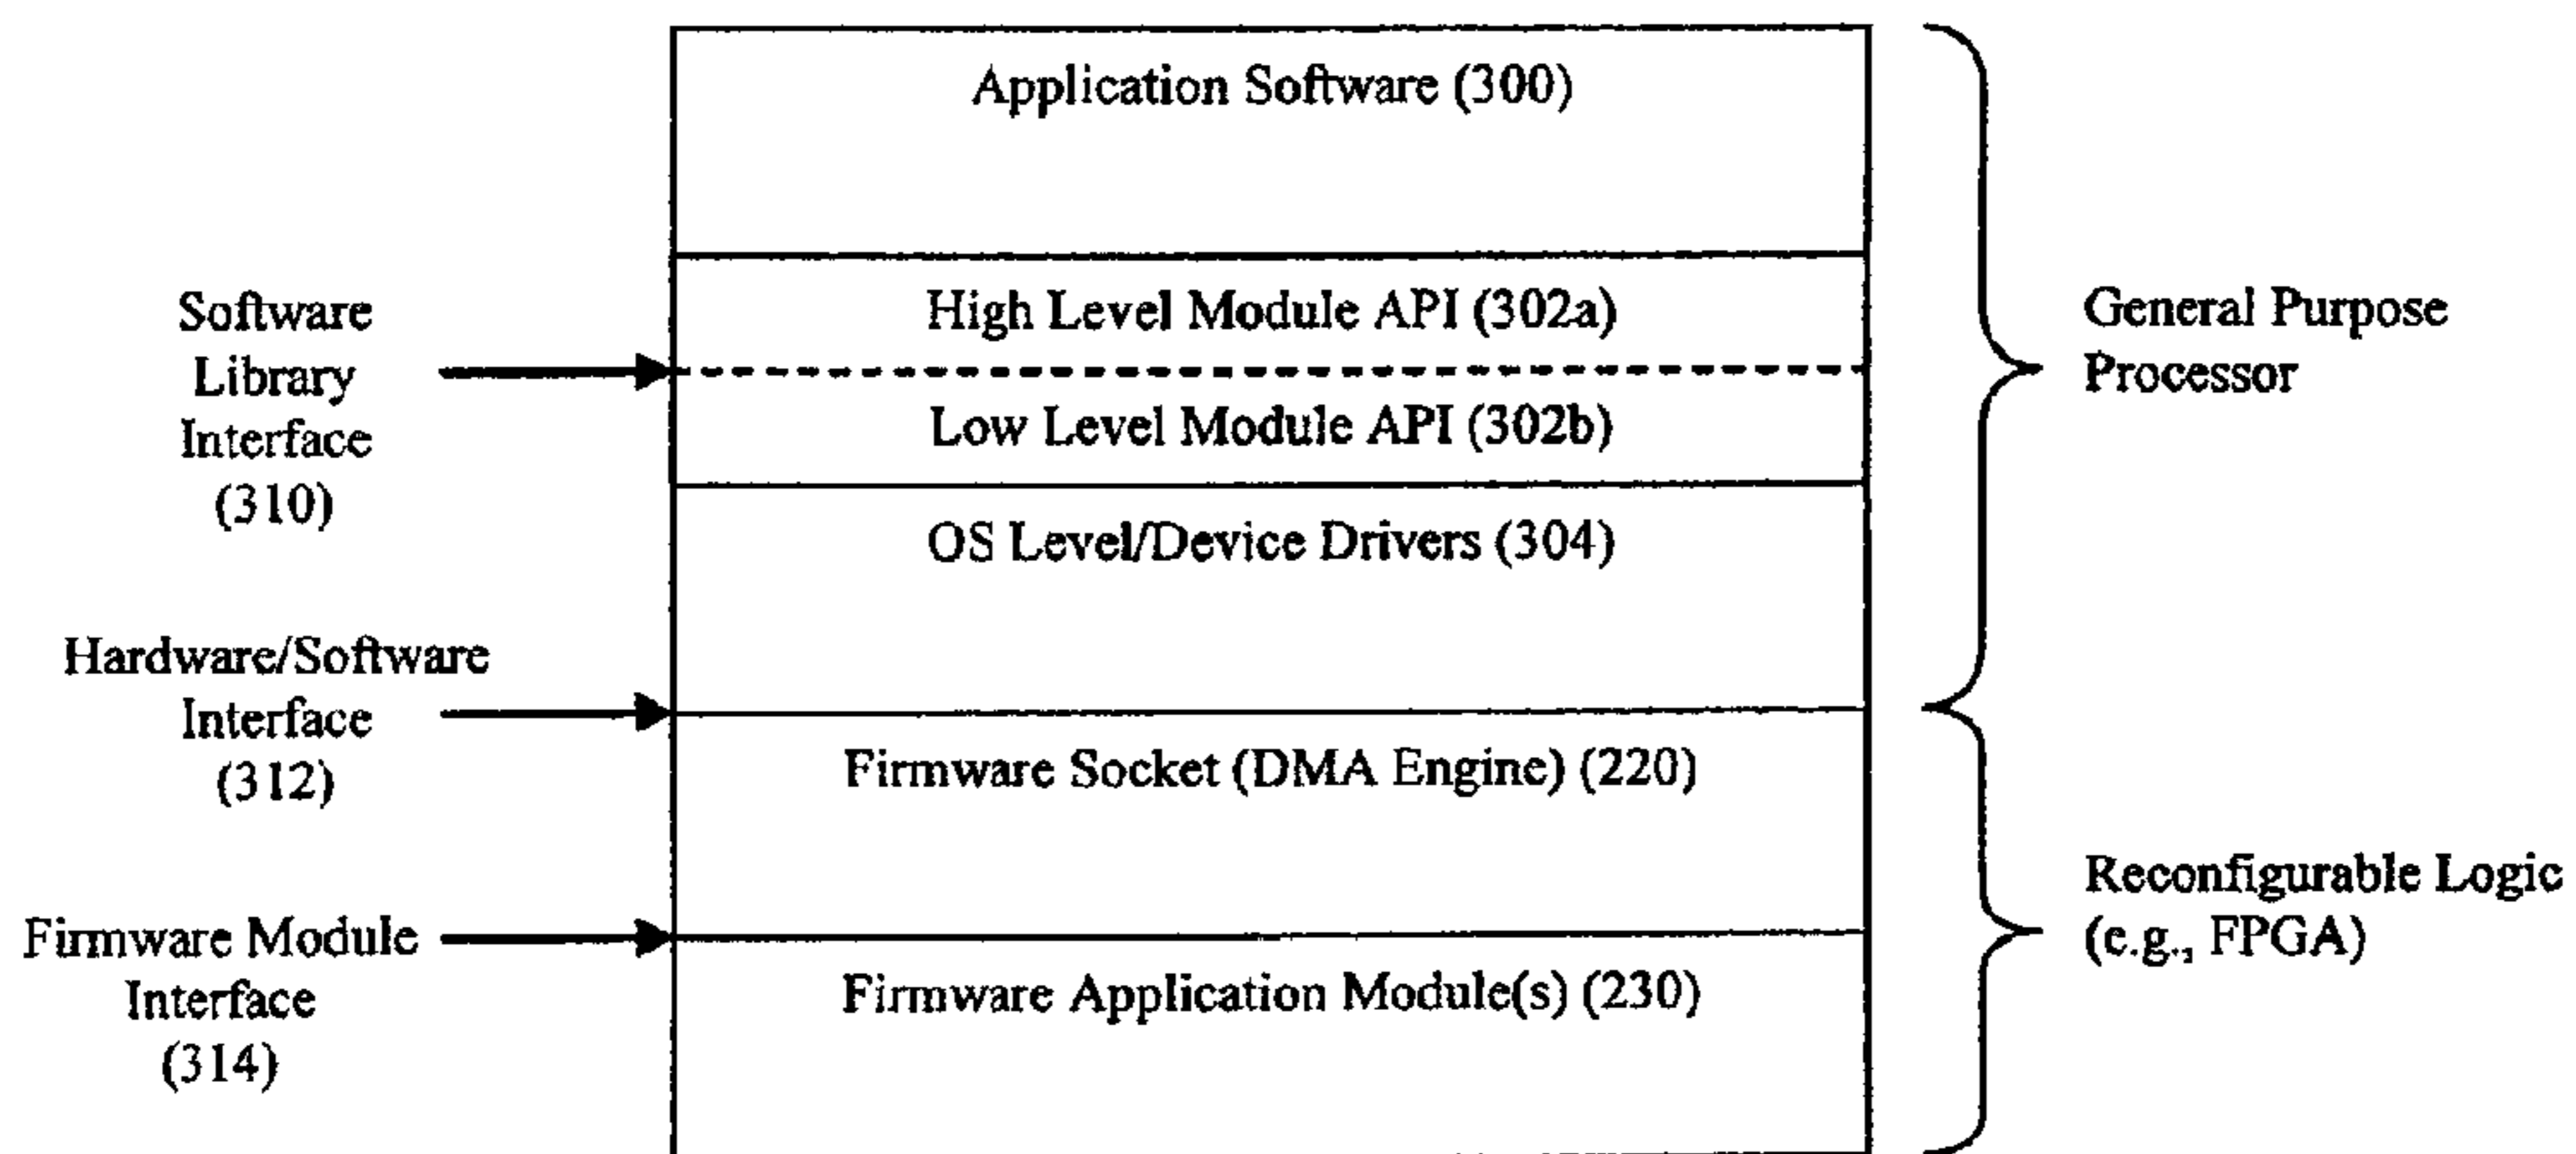 Application Software (300)
High Level Module API (302a)
Low Level Module API (302b)
OS Level/Device Drivers (304)
Firmware Socket (DMA Engine) (220)
Firmware Application Module(s) (230)
Software
Library
Interface
(310)
Hardware/Software
Interface
(312)
Firmware Module
Interface
(314)
General Purpose
Processor
Reconfigurable Logic
(e.g., FPGA)